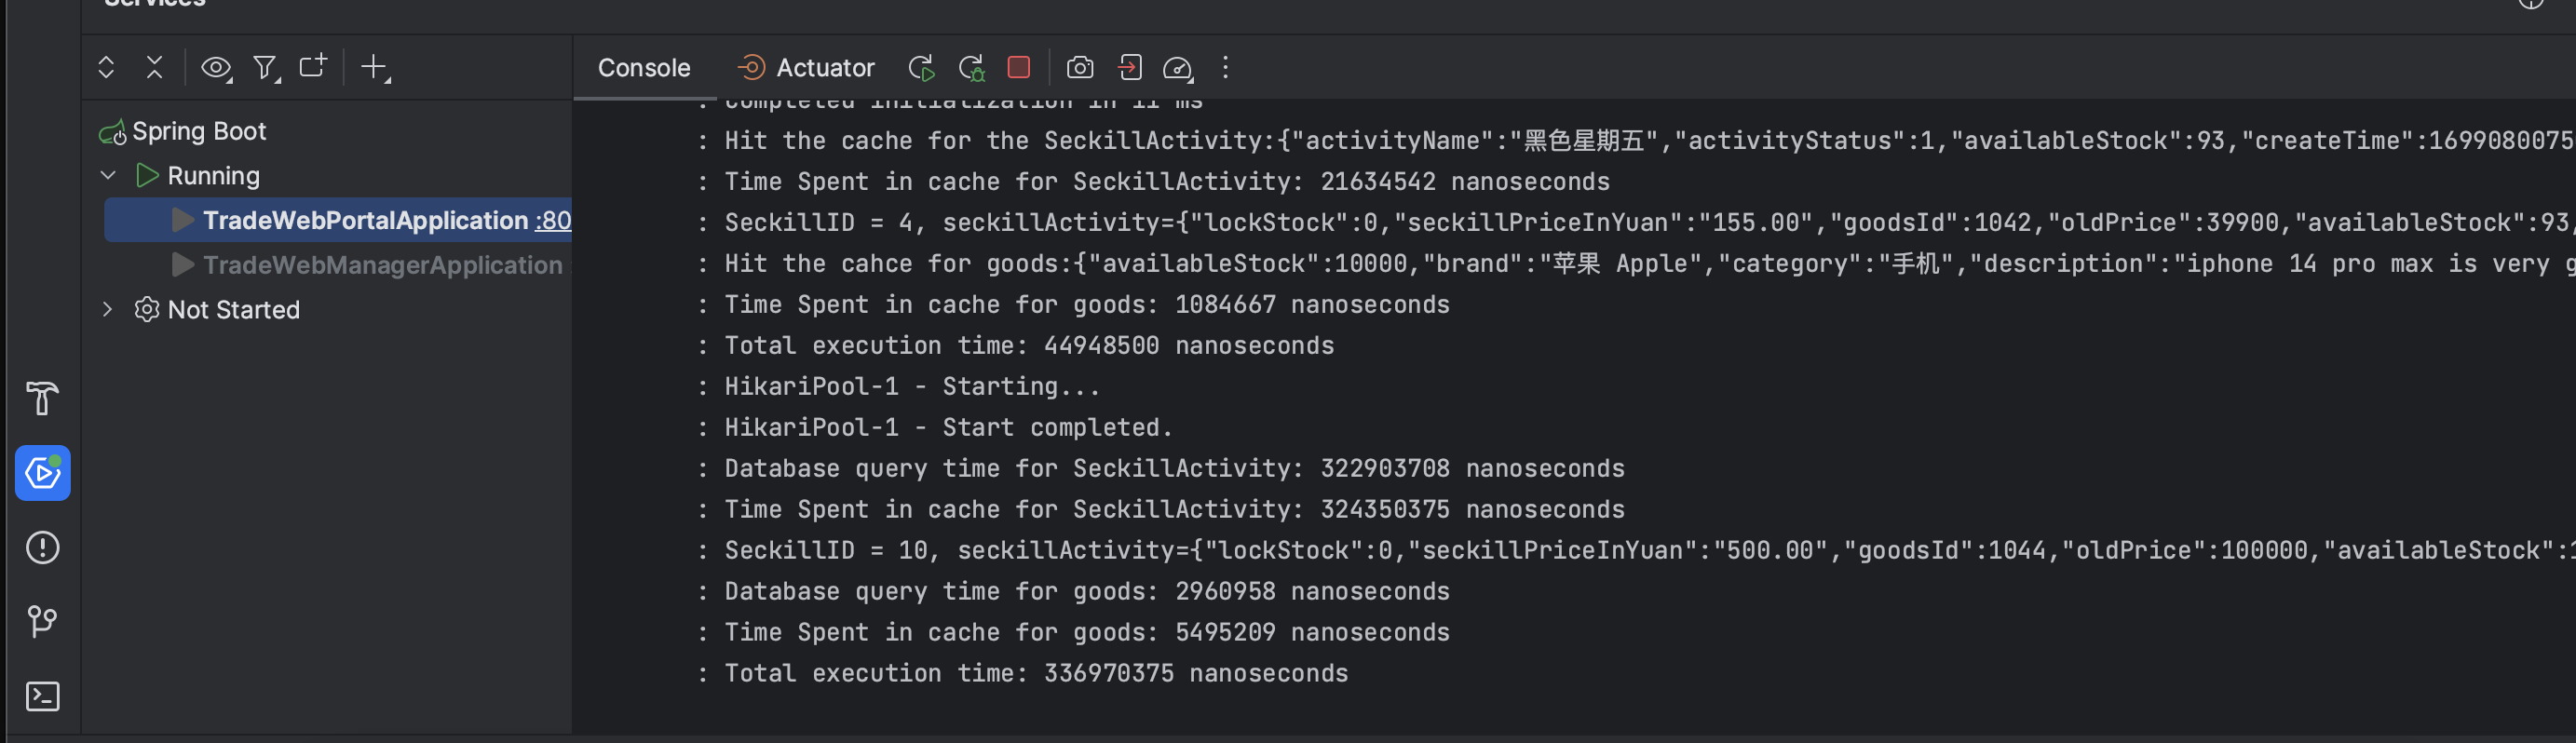 Services
Console
Actuator
Spring Boot
Running
TradeWebPortalApplication :80
TradeWebManagerApplication
Not Started
: Completed initialization in 11 ms
: Hit the cache for the SeckillActivity:{"activityName":"黑色星期五","activityStatus":1,"availableStock":93,"createTime":1699080075
: Time Spent in cache for SeckillActivity: 21634542 nanoseconds
: SeckillID = 4, seckillActivity={"lockStock":0,"seckillPriceInYuan":"155.00","goodsId":1042,"oldPrice":39900,"availableStock":93,
: Hit the cahce for goods:{"availableStock":10000,"brand":"苹果 Apple","category":"手机","description":"iphone 14 pro max is very g
: Time Spent in cache for goods: 1084667 nanoseconds
: Total execution time: 44948500 nanoseconds
: HikariPool-1 - Starting...
: HikariPool-1 - Start completed.
: Database query time for SeckillActivity: 322903708 nanoseconds
: Time Spent in cache for SeckillActivity: 324350375 nanoseconds
: SeckillID = 10, seckillActivity={"lockStock":0,"seckillPriceInYuan":"500.00","goodsId":1044,"oldPrice":100000,"availableStock":1
: Database query time for goods: 2960958 nanoseconds
: Time Spent in cache for goods: 5495209 nanoseconds
: Total execution time: 336970375 nanoseconds